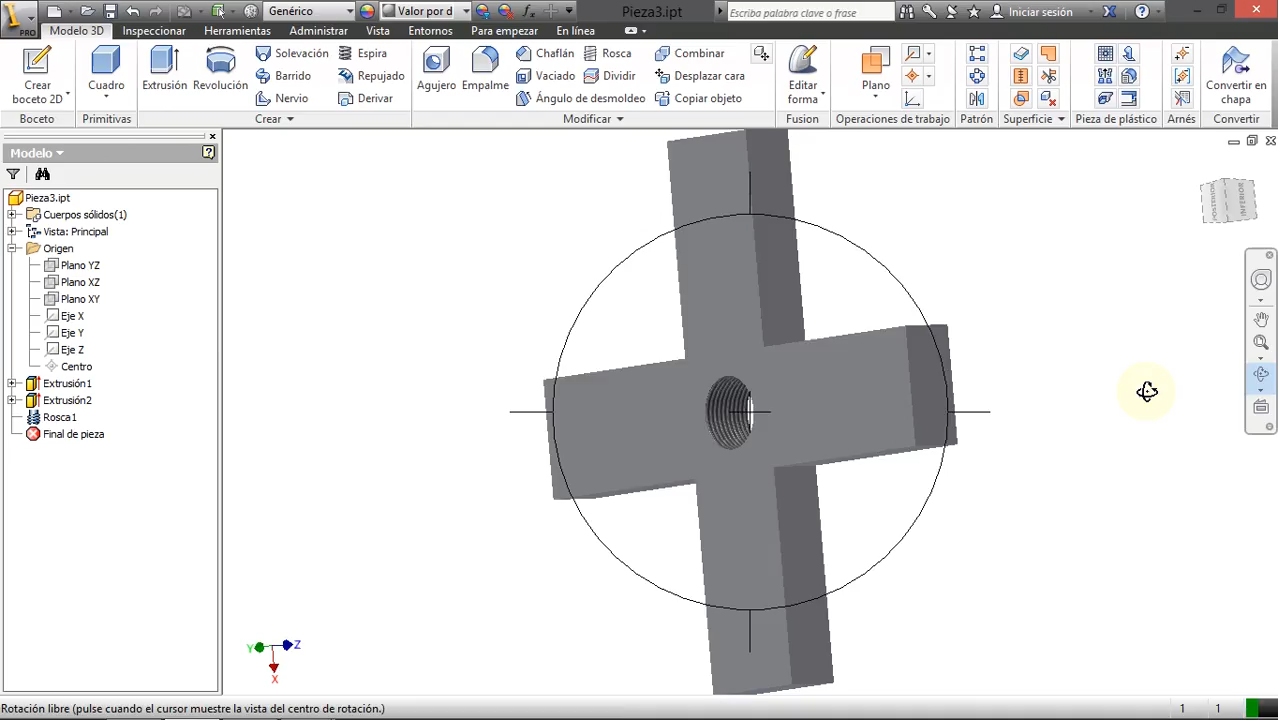 PRO
Genérico
Valor por d
Pieza3.ipt
Escriba palabra clave o frase
Iniciar sesión
Modelo 3D
Inspeccionar
Herramientas
Administrar
Vista
Entornos
Para empezar
En línea
Crear
boceto 2D
Cuadro
Extrusión
Revolución
Solevación
Barrido
Nervio
Espira
Repujado
Derivar
Agujero
Empalme
Chaflán
Vaciado
Ángulo de desmoldeo
Rosca
Dividir
Combinar
Desplazar cara
Copiar objeto
Editar
forma
Plano
Convertir en
chapa
Boceto
Primitivas
Crear
Modificar
Fusion
Operaciones de trabajo
Patrón
Superficie
Pieza de plástico
Arnés
Convertir
Modelo
Pieza3.ipt
Cuerpos sólidos(1)
Vista: Principal
Origen
Plano YZ
Plano XZ
Plano XY
Eje X
Eje Y
Eje Z
Centro
Extrusión1
Extrusión2
Rosca1
Final de pieza
POSTERIOR
INFERIOR
Y
Z
X
Rotación libre (pulse cuando el cursor muestre la vista del centro de rotación.)
1
1